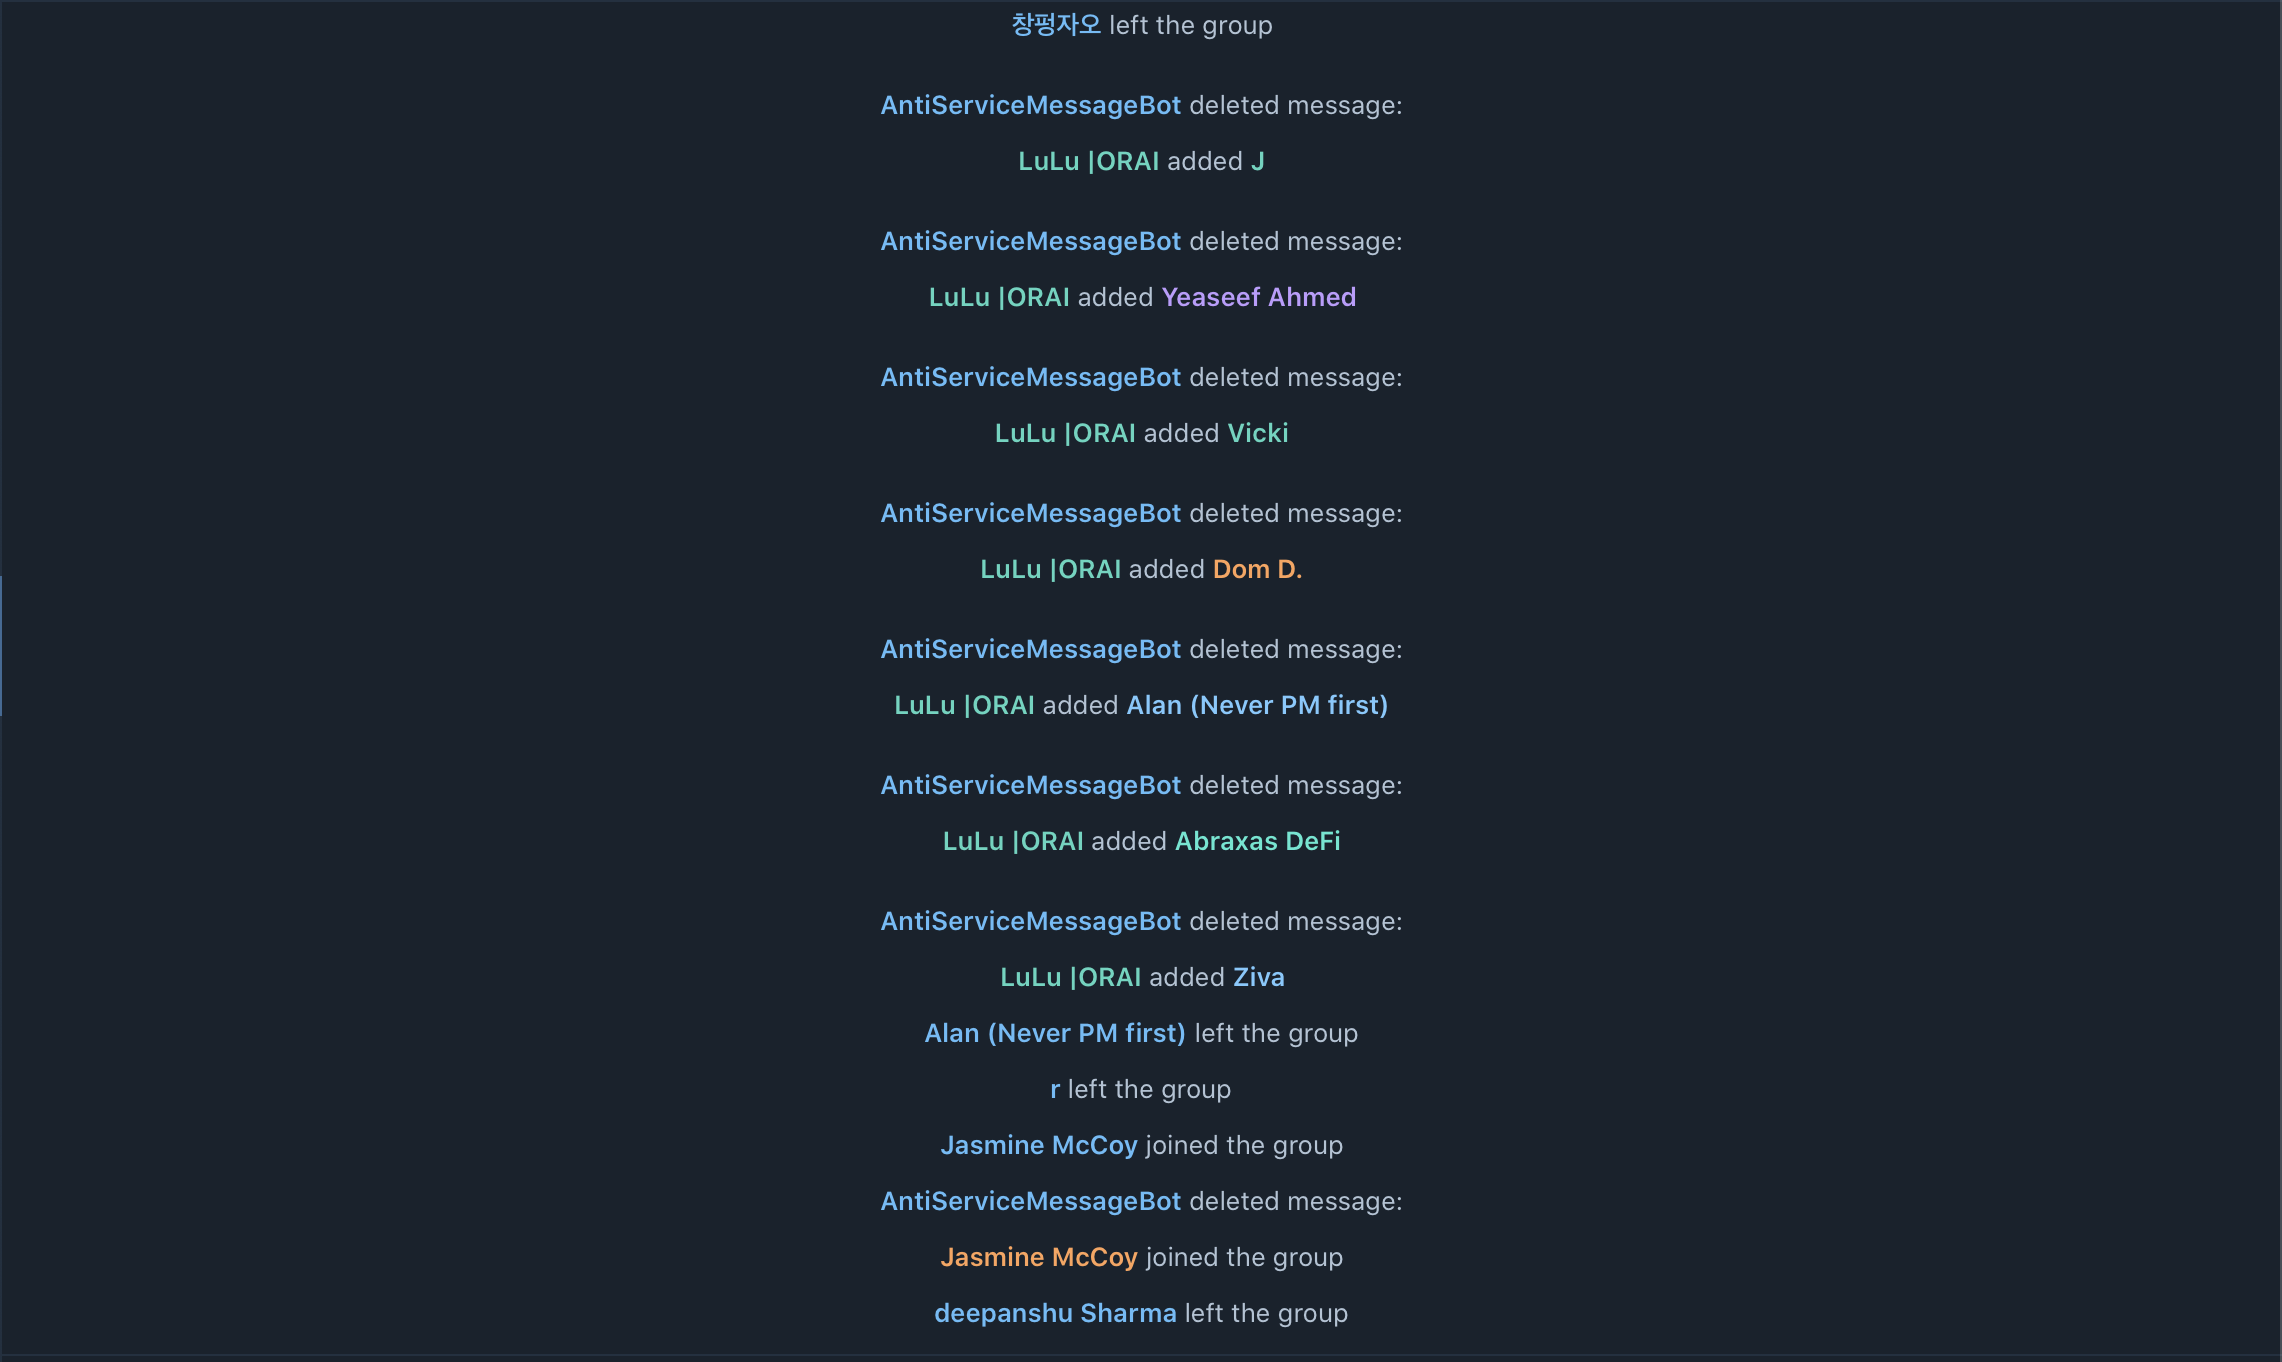 창펑자오 left the group
AntiServiceMessageBot deleted message:
LuLu |ORAI added J
AntiServiceMessageBot deleted message:
LuLu |ORAI added Yeaseef Ahmed
AntiServiceMessageBot deleted message:
LuLu |ORAI added Vicki
AntiServiceMessageBot deleted message:
LuLu |ORAI added Dom D.
AntiServiceMessageBot deleted message:
LuLu |ORAI added Alan (Never PM first)
AntiServiceMessageBot deleted message:
LuLu |ORAI added Abraxas DeFi
AntiServiceMessageBot deleted message:
LuLu |ORAI added Ziva
Alan (Never PM first) left the group
r left the group
Jasmine McCoy joined the group
AntiServiceMessageBot deleted message:
Jasmine McCoy joined the group
deepanshu Sharma left the group